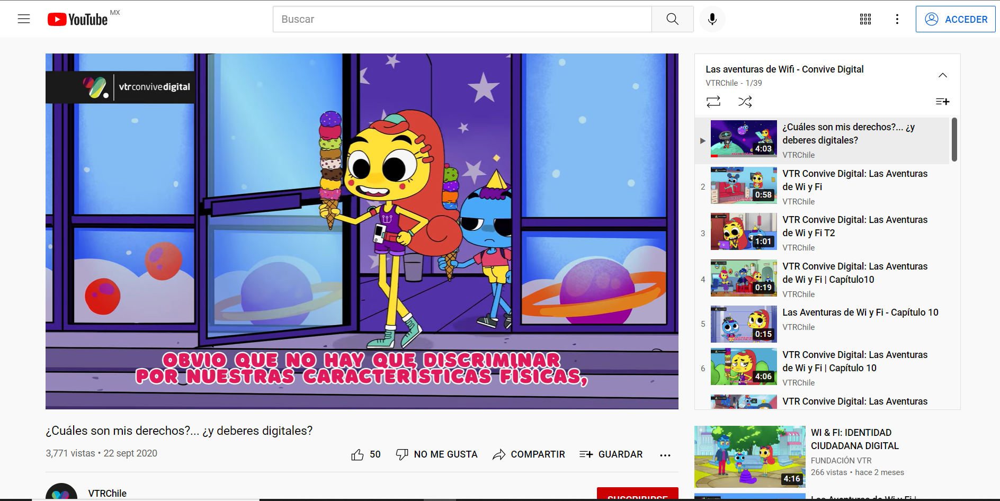 YouTube MX
Buscar
ACCEDER
vtrconvivedigital
OBVIO QUE NO HAY QUE DISCRIMINAR
POR NUESTRAS CARACTERÍSTICAS FÍSICAS,
¿Cuáles son mis derechos?... ¿y deberes digitales?
3,771 vistas • 22 sept 2020
50
NO ME GUSTA
COMPARTIR
GUARDAR
VTRChile
SUSCRIBIRSE
Las aventuras de Wifi - Convive Digital
VTRChile - 1/39
4:03
¿Cuáles son mis derechos?... ¿y
deberes digitales?
VTRChile
2
0:58
VTR Convive Digital: Las Aventuras
de Wi y Fi
VTRChile
3
1:01
VTR Convive Digital: Las Aventuras
de Wi y Fi T2
VTRChile
4
0:19
VTR Convive Digital: Las Aventuras
de Wi y Fi | Capítulo10
VTRChile
5
0:15
Las Aventuras de Wi y Fi - Capítulo 10
VTRChile
6
4:06
VTR Convive Digital: Las Aventuras
de Wi y Fi | Capítulo 10
VTRChile
VTR Convive Digital: Las Aventuras
4:16
WI & FI: IDENTIDAD
CIUDADANA DIGITAL
FUNDACIÓN VTR
266 vistas • hace 2 meses
Las Aventuras de Wi y Fi |